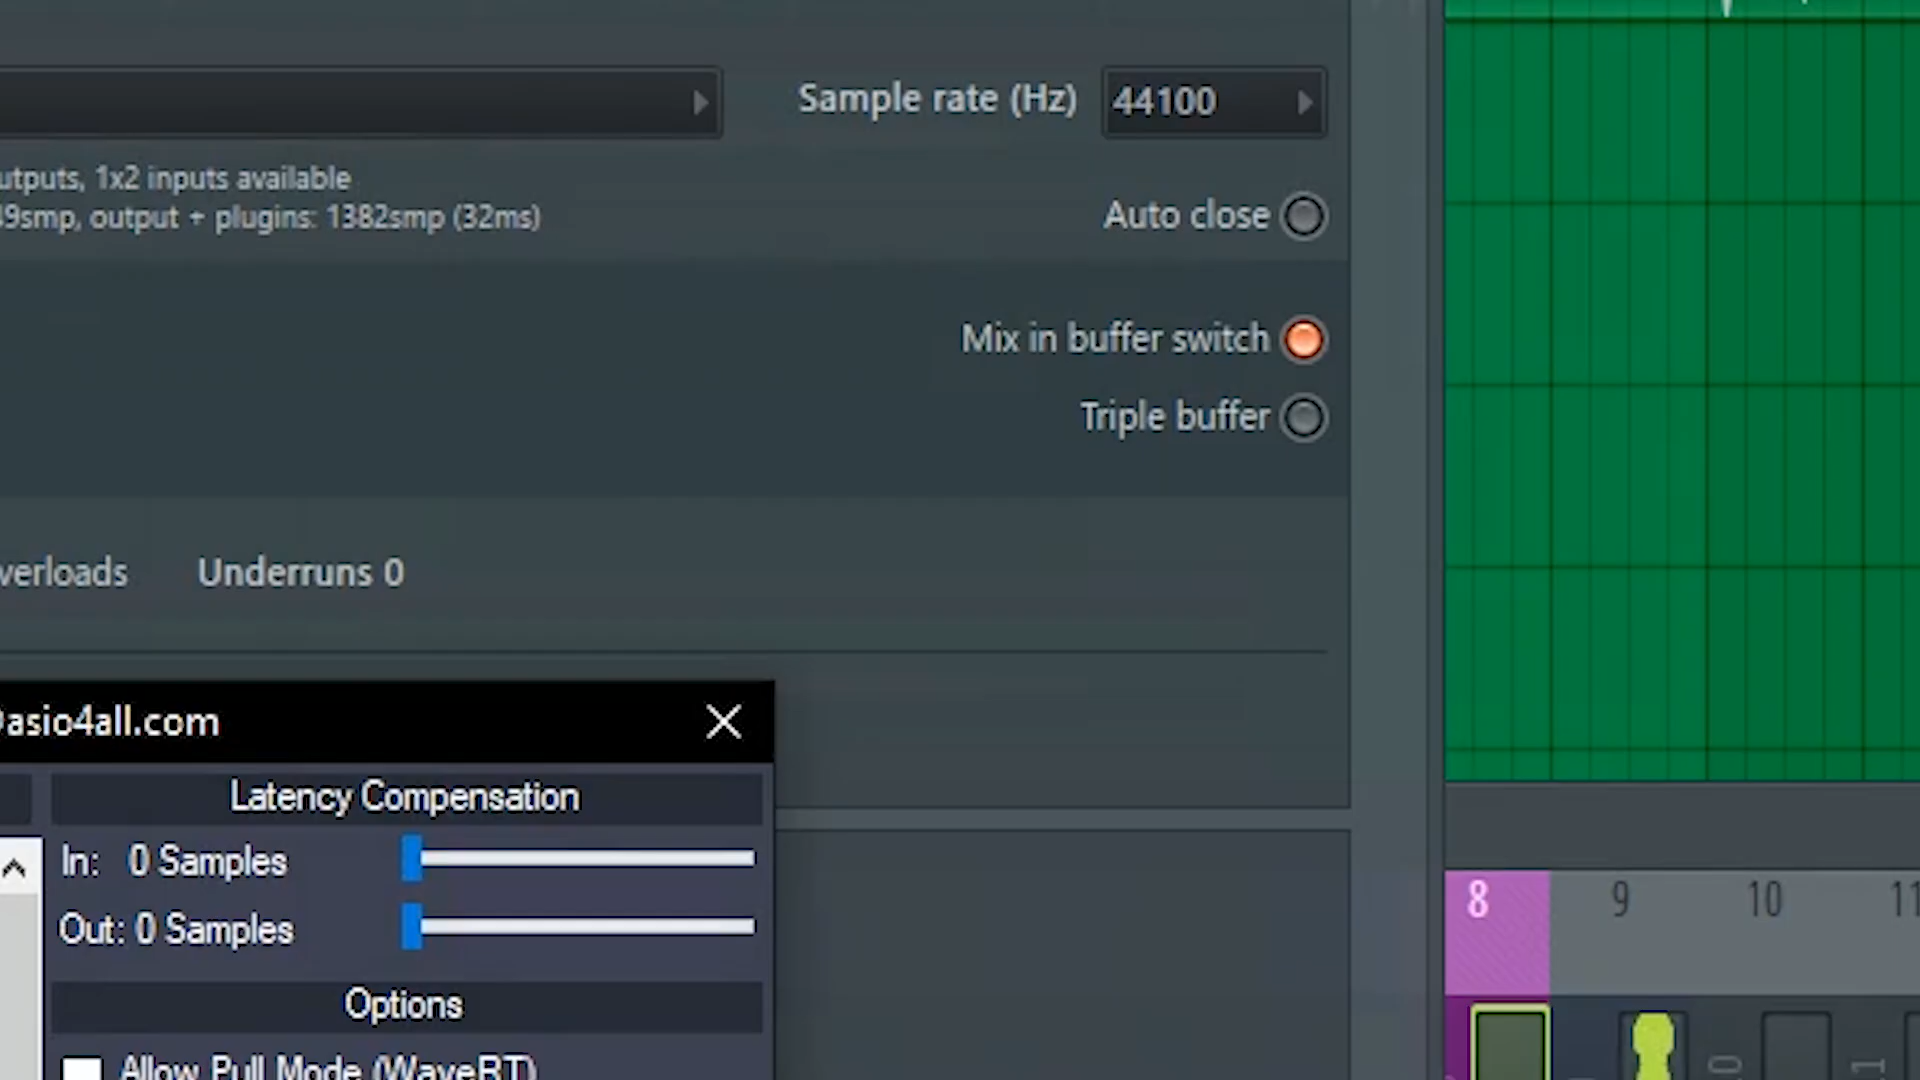 Sample rate (Hz) 44100
utputs, 1x2 inputs available
49smp, output + plugins: 1382smp (32ms)
Auto close
Mix in buffer switch
Triple buffer
verloads Underruns 0
asio4all.com
Latency Compensation
In: 0 Samples
Out: 0 Samples
Options
Allow Pull Mode (WaveRT)
8 9 10 11